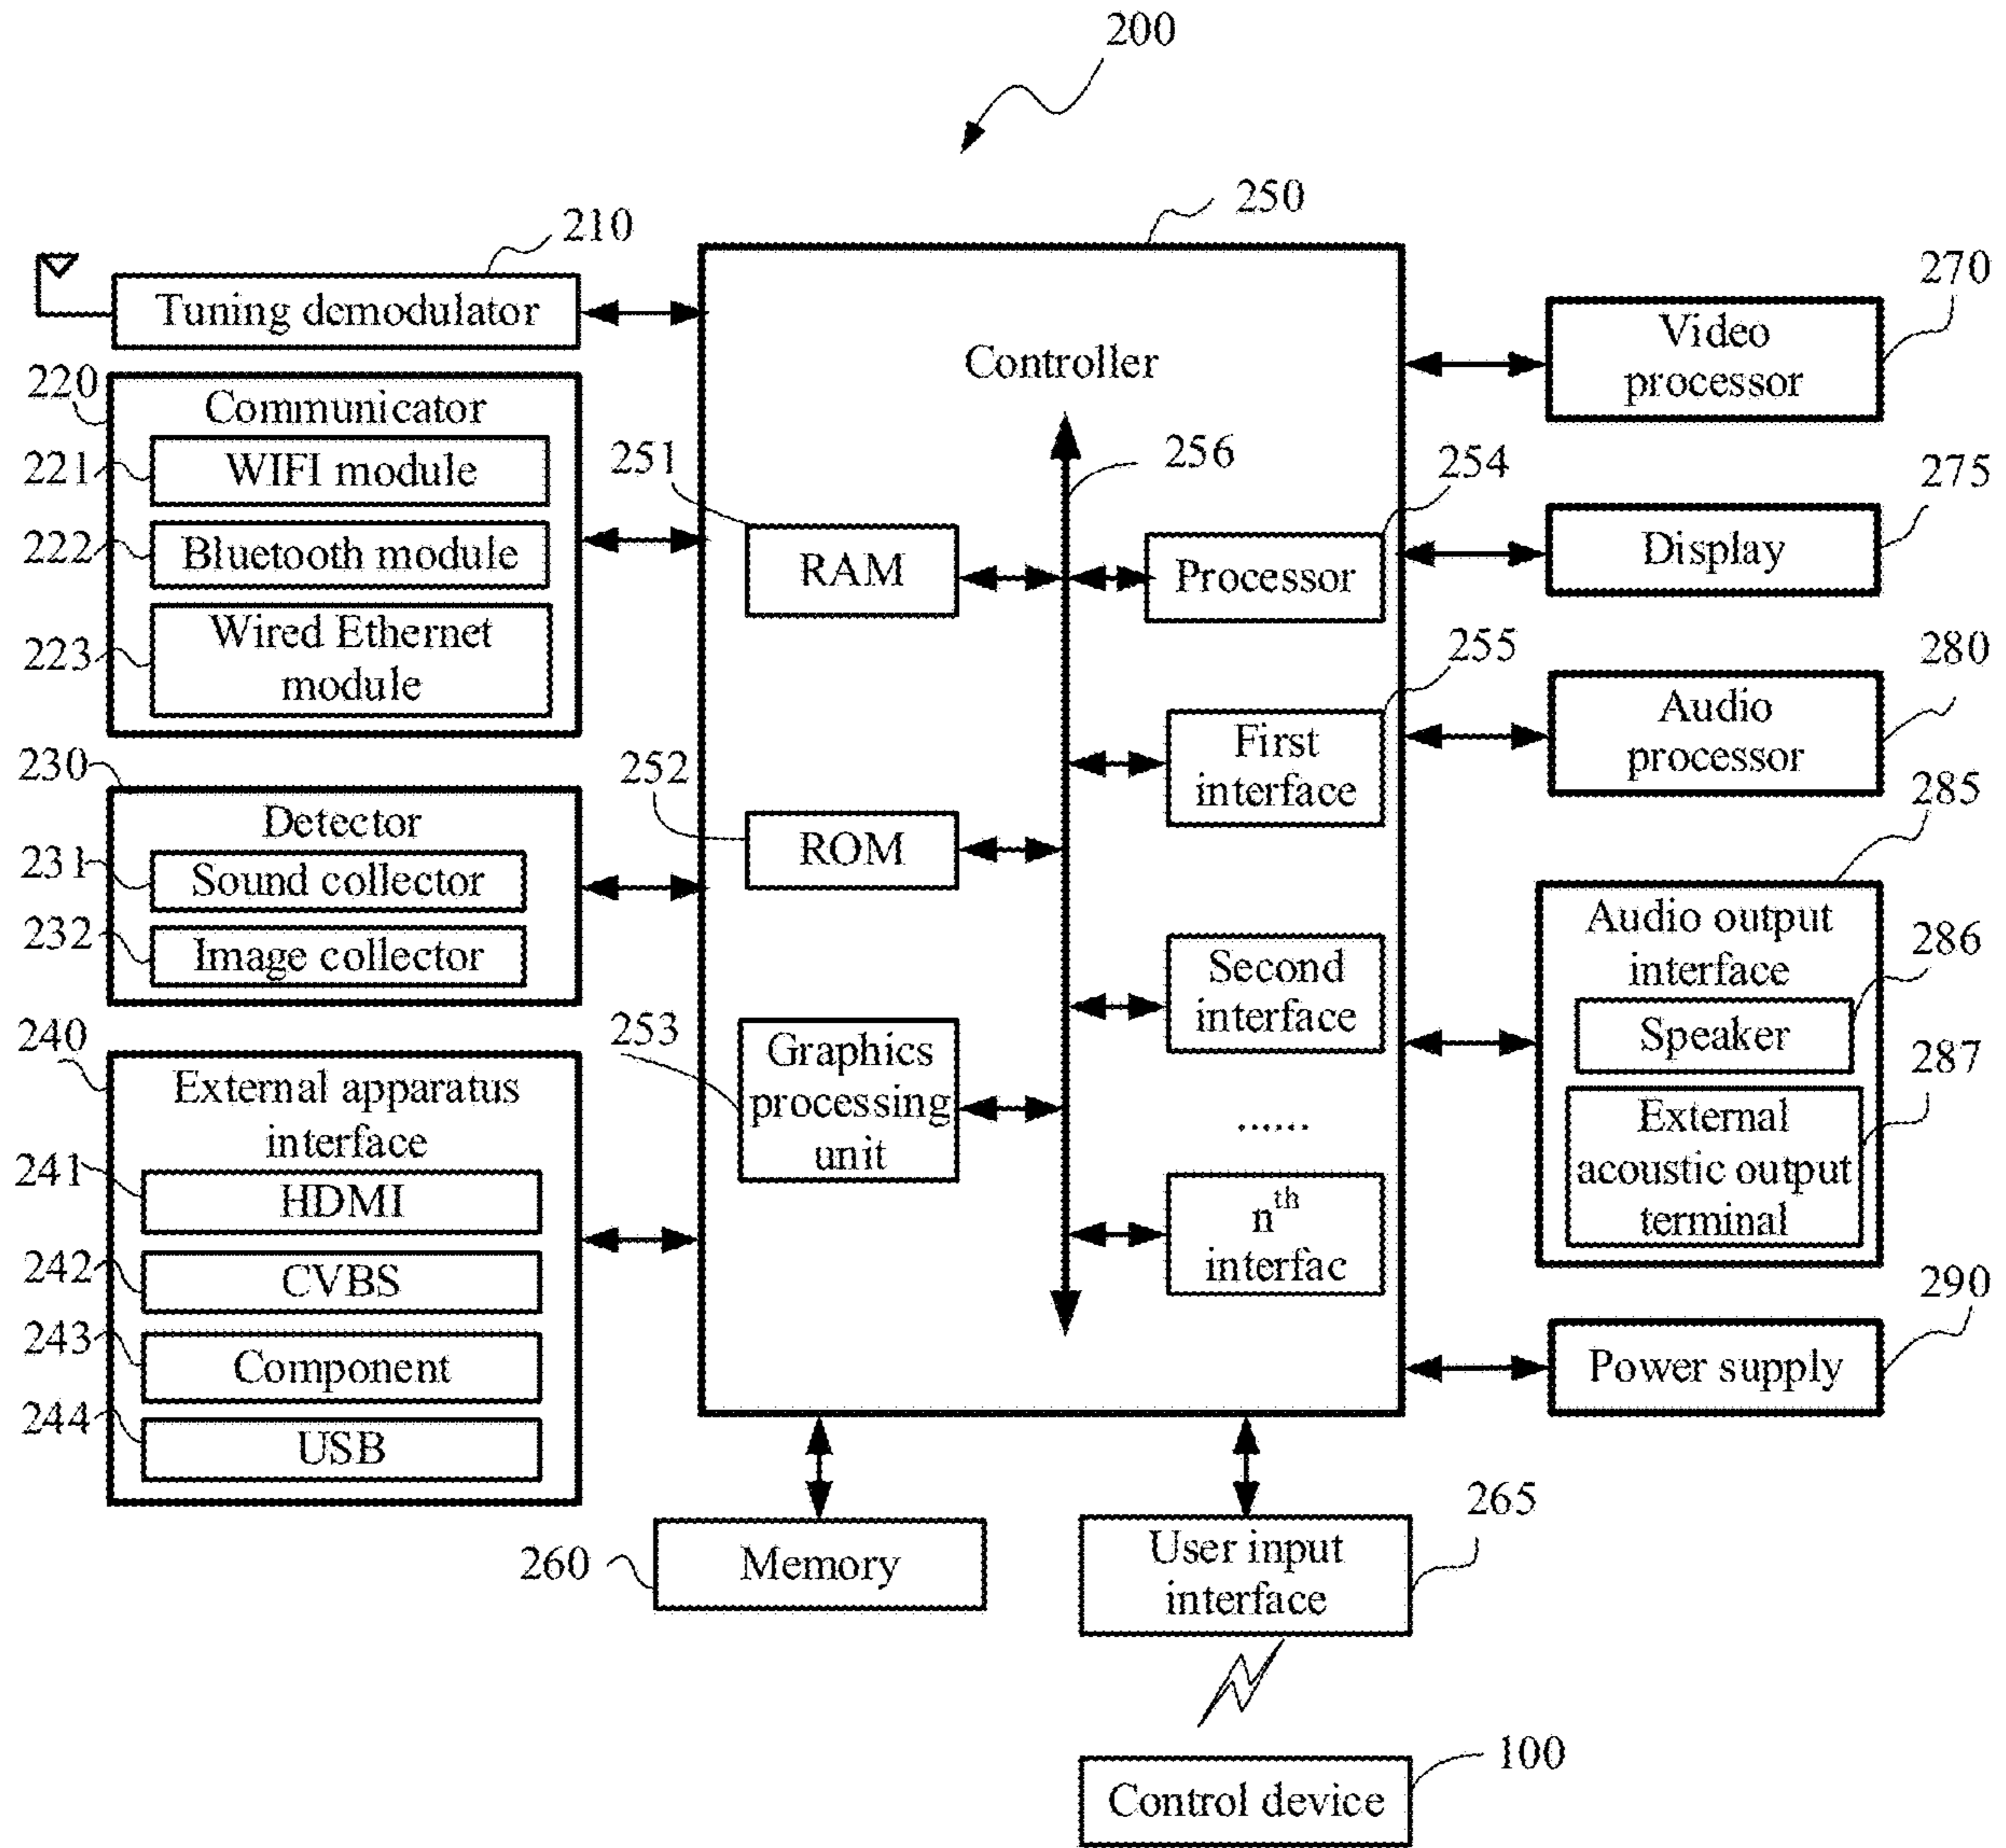 200
210
Tuning demodulator
220
Communicator
221
WIFI module
222
Bluetooth module
223
Wired Ethernet
module
230
Detector
231
Sound collector
232
Image collector
240
External apparatus
interface
241
HDMI
242
CVBS
243
Component
244
USB
250
Controller
251
RAM
252
ROM
253
Graphics
processing
unit
256
254
Processor
255
First
interface
Second
interface
......
nth
interfac
270
Video
processor
275
Display
280
Audio
processor
285
Audio output
interface
286
Speaker
287
External
acoustic output
terminal
290
Power supply
260
Memory
265
User input
interface
100
Control device